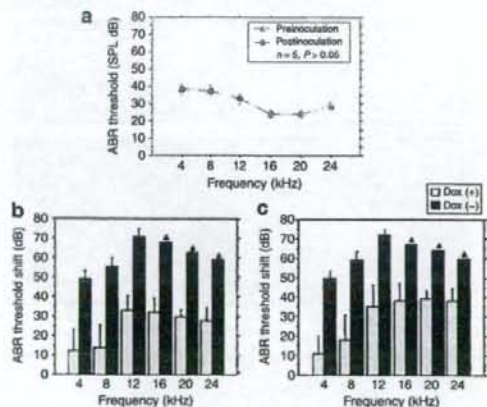 a
80
70
60
50
40
30
20
10
0
ABR threshold (SPL dB)
Preinoculation
Postinoculation
n = 5, P > 0.05
4 8 12 16 20 24
Frequency (kHz)
Dox (+)
Dox (−)
b
80
70
60
50
40
30
20
10
0
ABR threshold shift (dB)
4 8 12 16 20 24
Frequency (kHz)
c
80
70
60
50
40
30
20
10
0
ABR threshold shift (dB)
4 8 12 16 20 24
Frequency (kHz)